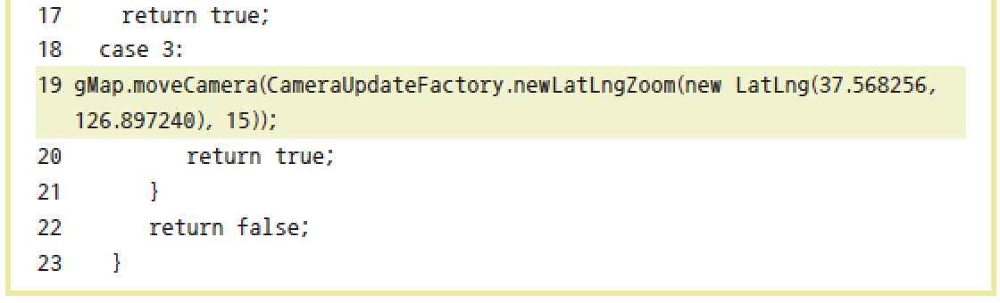 17    return true;
18  case 3:
19 gMap.moveCamera(CameraUpdateFactory.newLatLngZoom(new LatLng(37.568256,
126.897240), 15));
20         return true;
21      }
22      return false;
23   }